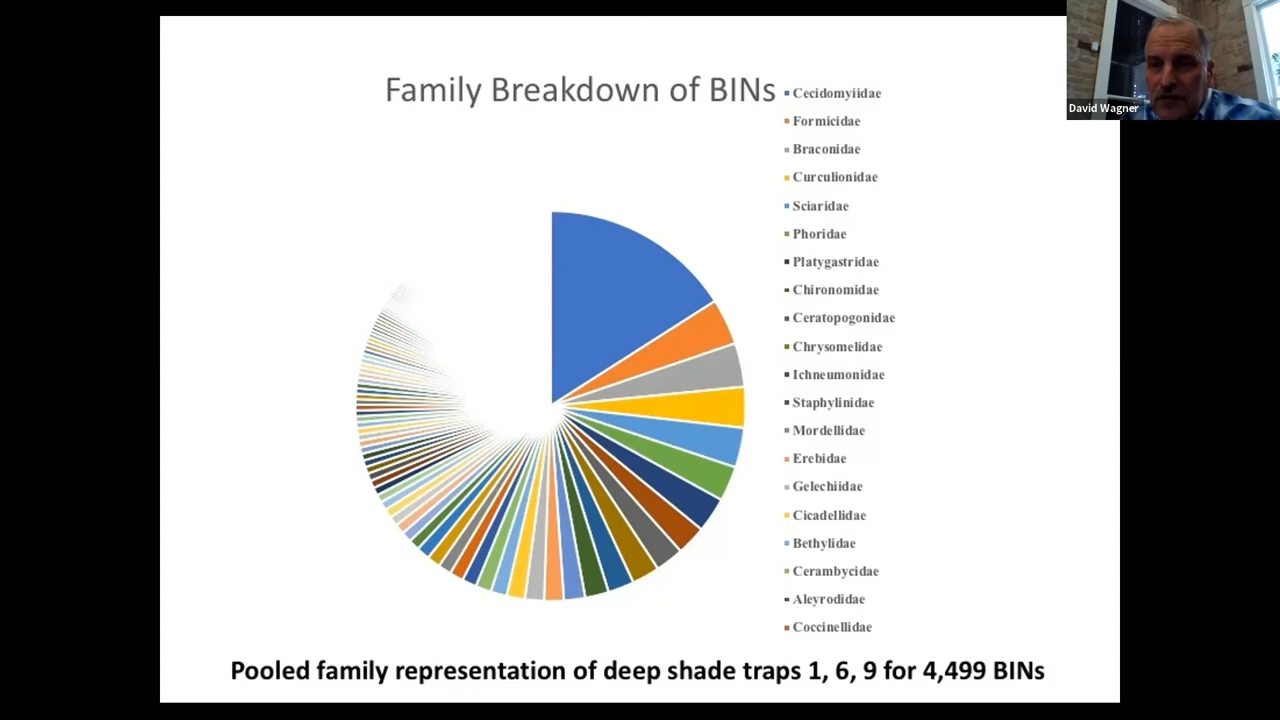 Family Breakdown of BINs
Cecidomyiidae
Formicidae
Braconidae
Curculionidae
Sciaridae
Phoridae
Platygastridae
Chironomidae
Ceratopogonidae
Chrysomelidae
Ichneumonidae
Staphylinidae
Mordellidae
Erebidae
Gelechiidae
Cicadellidae
Bethylidae
Cerambycidae
Aleyrodidae
Coccinellidae
Pooled family representation of deep shade traps 1, 6, 9 for 4,499 BINs
David Wagner